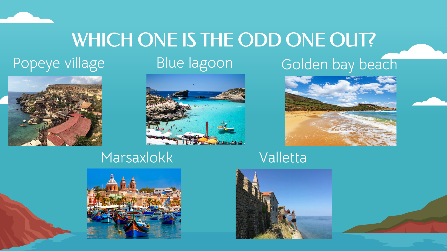 WHICH ONE IS THE ODD ONE OUT?
Popeye village Blue lagoon Golden bay beach
Marsaxlokk Valletta